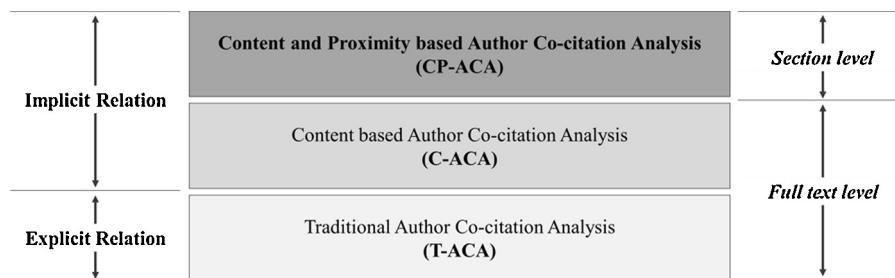 Content and Proximity based Author Co-citation Analysis
(CP-ACA)
Section level
Implicit Relation
Content based Author Co-citation Analysis
(C-ACA)
Full text level
Traditional Author Co-citation Analysis
(T-ACA)
Explicit Relation